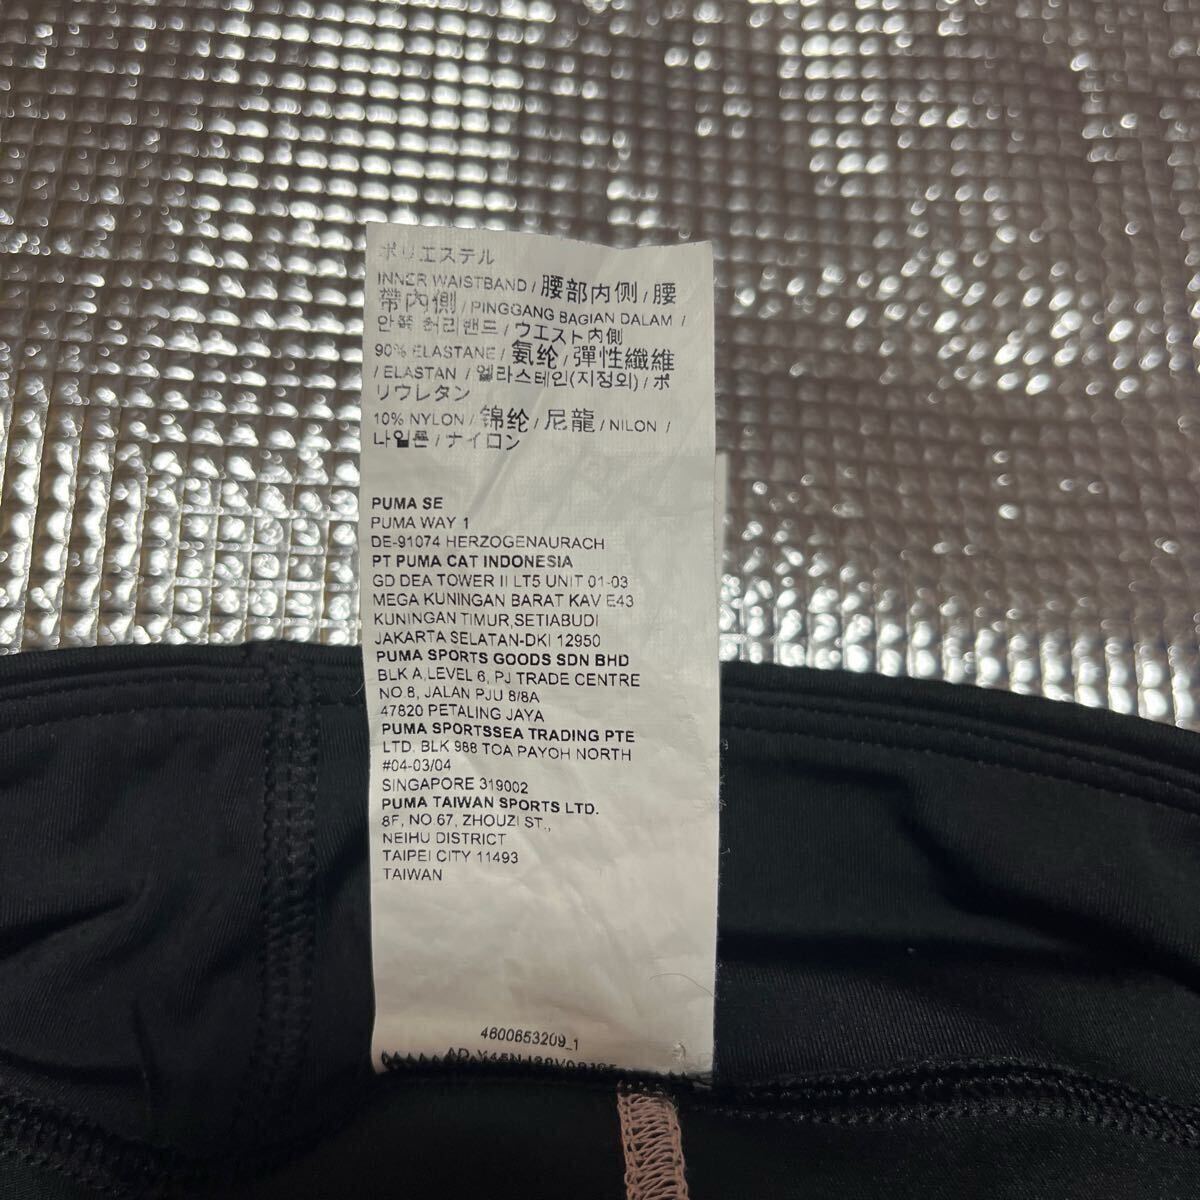 ポリエステル
INNER WAISTBAND / 腰部内侧 / 腰
帶內側 / PINGGANG BAGIAN DALAM /
안쪽 허리밴드 / ウエスト内側
90% ELASTANE / 氨纶 / 彈性纖維
/ ELASTAN / 엘라스테인(지정외) / ポ
リウレタン
10% NYLON / 锦纶 / 尼龍 / NILON /
나일론 / ナイロン
PUMA SE
PUMA WAY 1
DE-91074 HERZOGENAURACH
PT PUMA CAT INDONESIA
GD DEA TOWER II LT5 UNIT 01-03
MEGA KUNINGAN BARAT KAV E43
KUNINGAN TIMUR,SETIABUDI
JAKARTA SELATAN-DKI 12950
PUMA SPORTS GOODS SDN BHD
BLK A,LEVEL 6, PJ TRADE CENTRE
NO.8, JALAN PJU 8/8A
47820 PETALING JAYA
PUMA SPORTSSEA TRADING PTE
LTD. BLK 988 TOA PAYOH NORTH
#04-03/04
SINGAPORE 319002
PUMA TAIWAN SPORTS LTD.
8F, NO.67, ZHOUZI ST.,
NEIHU DISTRICT
TAIPEI CITY 11493
TAIWAN
4600653209_1